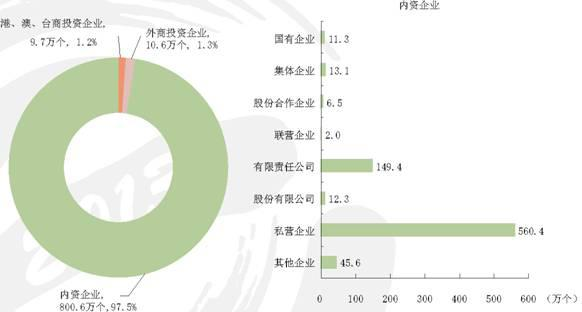 港、澳、台商投资企业,
9.7万个, 1.2%
外商投资企业,
10.6万个, 1.3%
内资企业,
800.6万个,97.5%
内资企业
国有企业 11.3
集体企业 13.1
股份合作企业 6.5
联营企业 2.0
有限责任公司 149.4
股份有限公司 12.3
私营企业 560.4
其他企业 45.6
0 100 200 300 400 500 600 (万个)